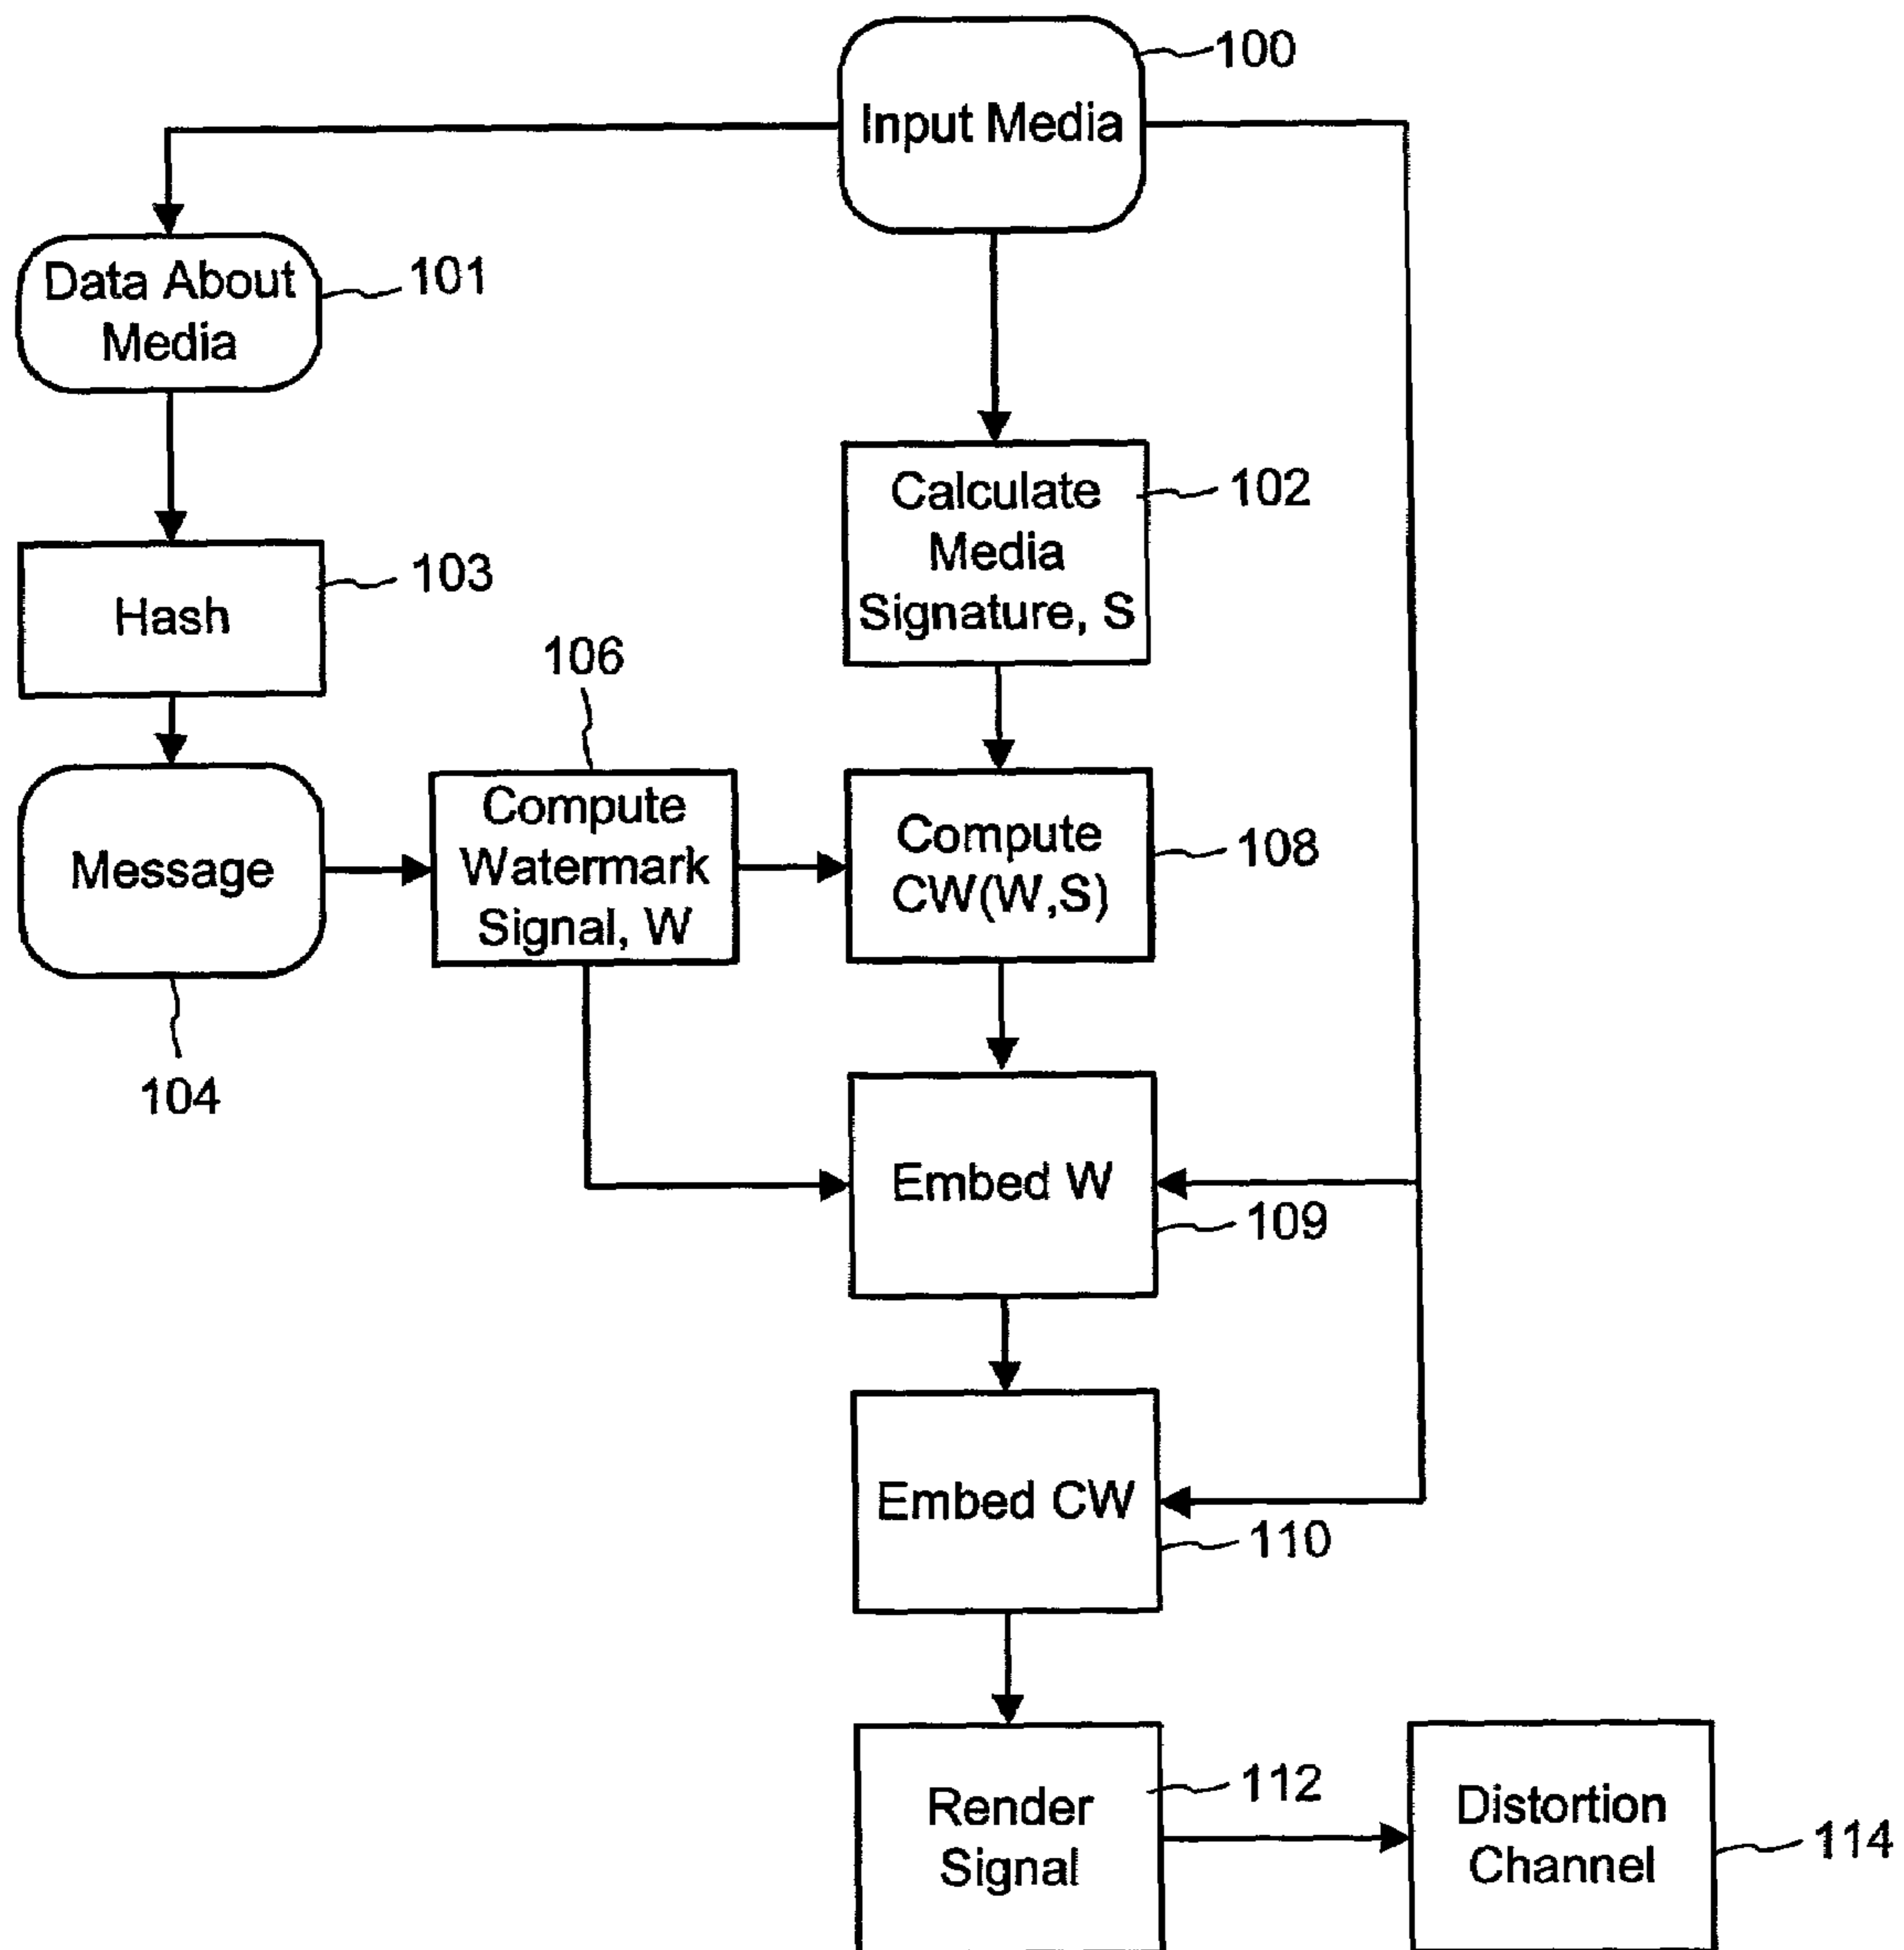 100
Input Media
Data About
Media
101
Calculate
Media
Signature, S
102
Hash
103
106
Message
104
Compute
Watermark
Signal, W
Compute
CW(W,S)
108
Embed W
109
Embed CW
110
Render
Signal
112
Distortion
Channel
114